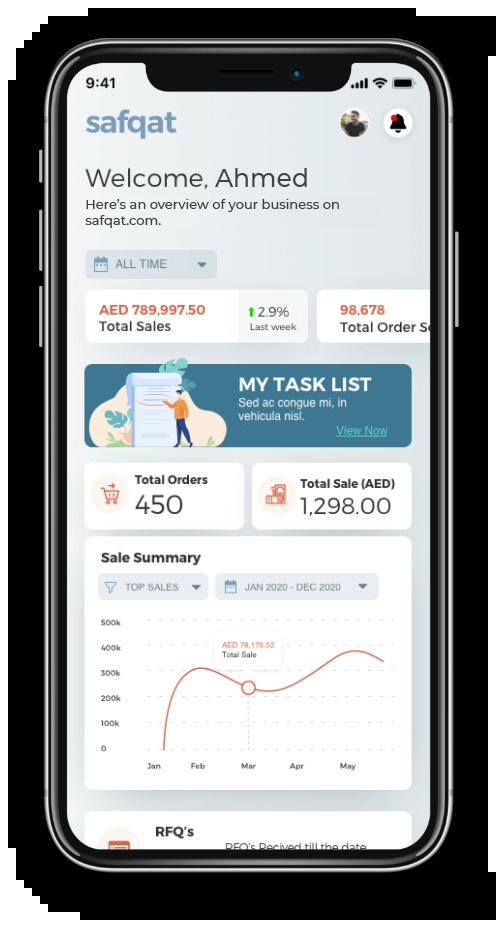 9:41
safqat
Welcome, Ahmed
Here's an overview of your business on
safqat.com.
ALL TIME
AED 789,997.50
Total Sales
2.9%
Last week
98,678
Total Order
MY TASK LIST
Sed ac congue mi, in
vehicula nisl.
View Now
Total Orders
450
Total Sale (AED)
1,298.00
Sale Summary
TOP SALES
JAN 2020 - DEC 2020
500k
400k
300k
200k
100k
0
AED 78,176.52
Total Sale
Jan Feb Mar Apr May
RFQ's
RFQ's Recived till the date